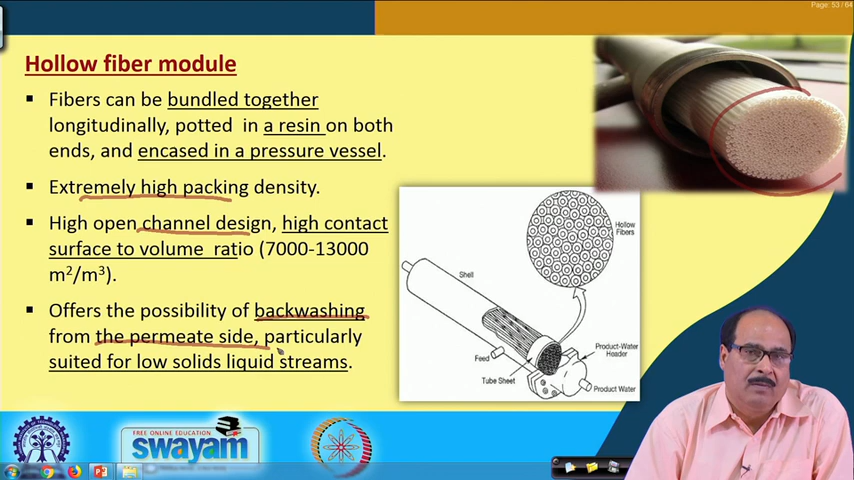 Page: 53 / 64
Hollow fiber module
▪ Fibers can be bundled together
longitudinally, potted in a resin on both
ends, and encased in a pressure vessel.
▪ Extremely high packing density.
▪ High open channel design, high contact
surface to volume ratio (7000-13000
m²/m³).
▪ Offers the possibility of backwashing
from the permeate side, particularly
suited for low solids liquid streams.
Hollow
Fibers
Shell
Feed
Tube Sheet
Product-Water
Header
Product Water
FREE ONLINE EDUCATION
swayam